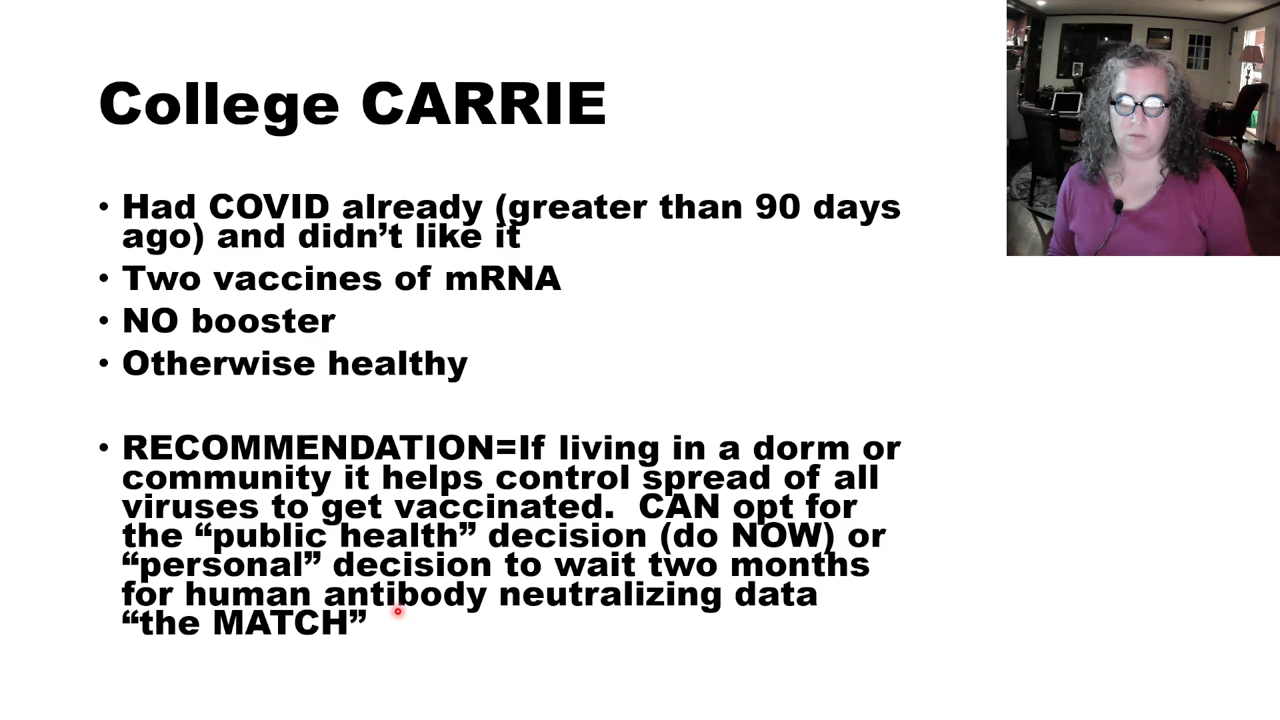 College CARRIE
• Had COVID already (greater than 90 days
ago) and didn’t like it
• Two vaccines of mRNA
• NO booster
• Otherwise healthy
• RECOMMENDATION=If living in a dorm or
community it helps control spread of all
viruses to get vaccinated.  CAN opt for
the “public health” decision (do NOW) or
“personal” decision to wait two months
for human antibody neutralizing data
“the MATCH”